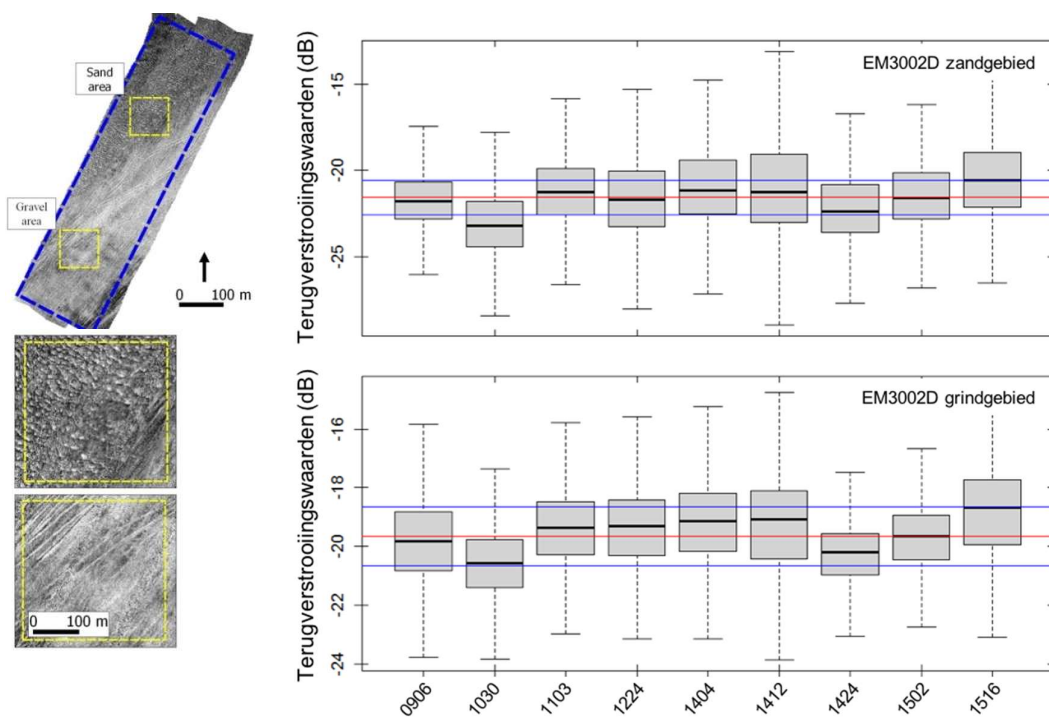 Sand
area
Gravel
area
0 100 m
0 100 m
Terugverstrooiingswaarden (dB)
EM3002D zandgebied
15
20
-25
Terugverstrooiingswaarden (dB)
EM3002D grindgebied
-16
-18
-20
22
-24
0906
1030
1103
1224
1404
1412
1424
1502
1516